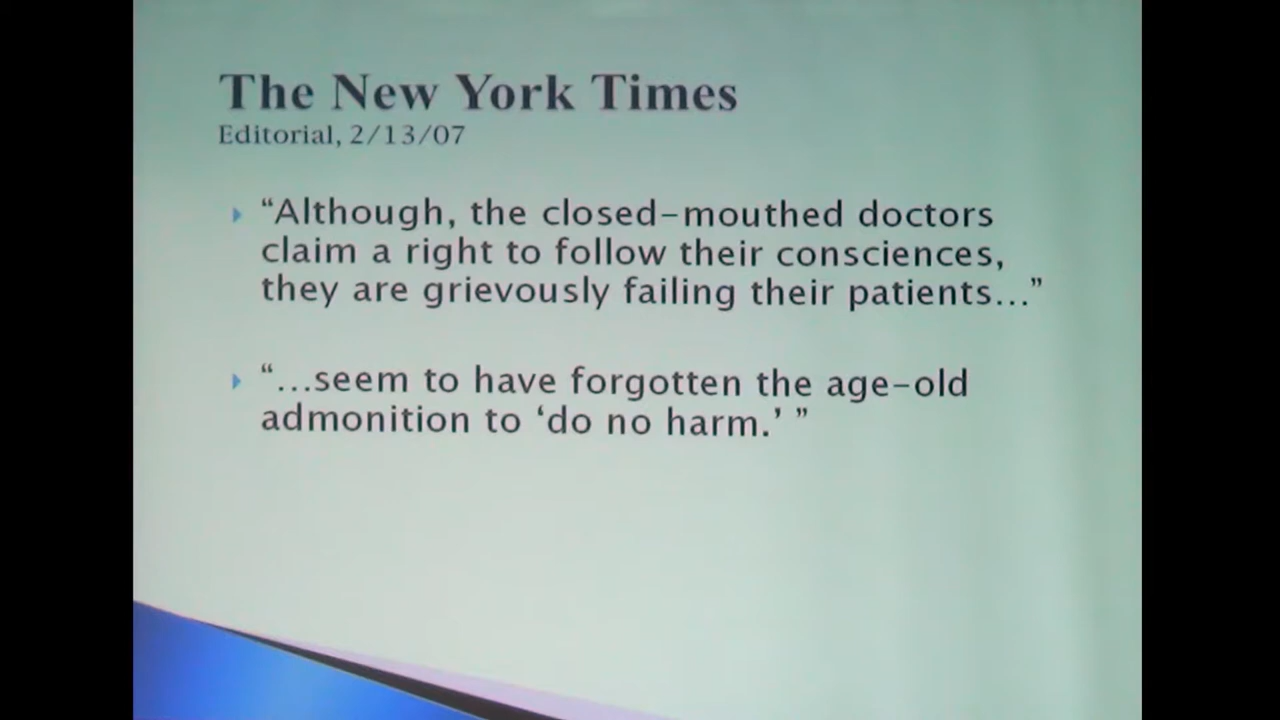 The New York Times
Editorial, 2/13/07
“Although, the closed-mouthed doctors
claim a right to follow their consciences,
they are grievously failing their patients...”
“...seem to have forgotten the age-old
admonition to ‘do no harm.’ ”